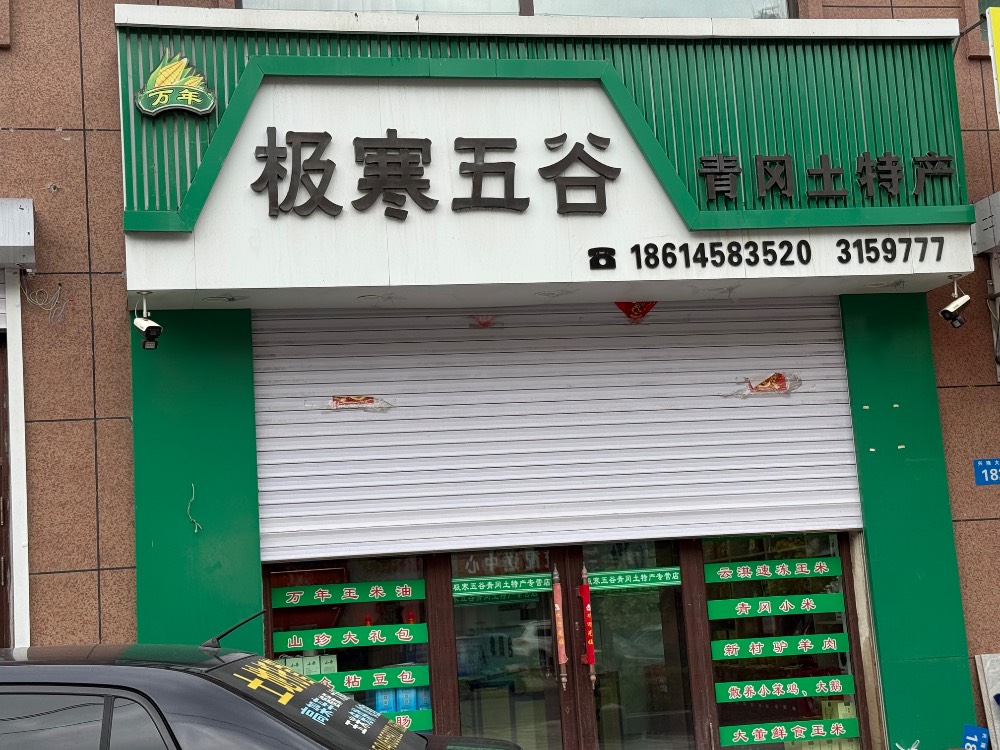 万年
极寒五谷
青冈土特产
18614583520 3159777
万年玉米油
山珍大礼包
粘豆包
肠
极寒五谷青冈土特产专营店
极寒五谷青冈土特产专营店
云淇速冻玉米
青冈小米
新村驴羊肉
散养小笨鸡、大鹅
大董鲜食玉米
18
18